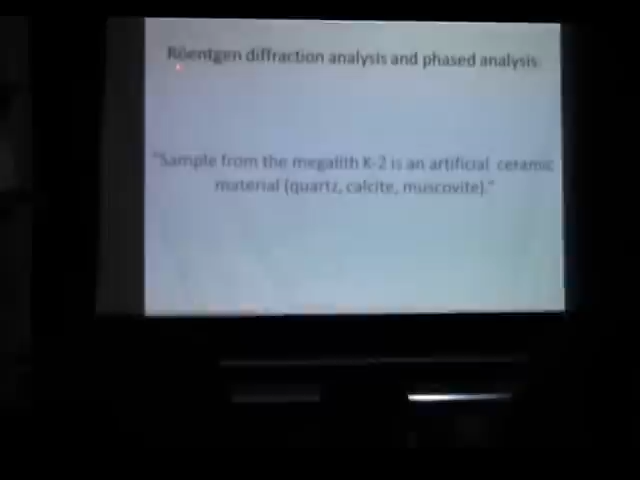 Röentgen diffraction analysis and phased analysis
"Sample from the megalith K-2 is an artificial ceramic
material (quartz, calcite, muscovite)."